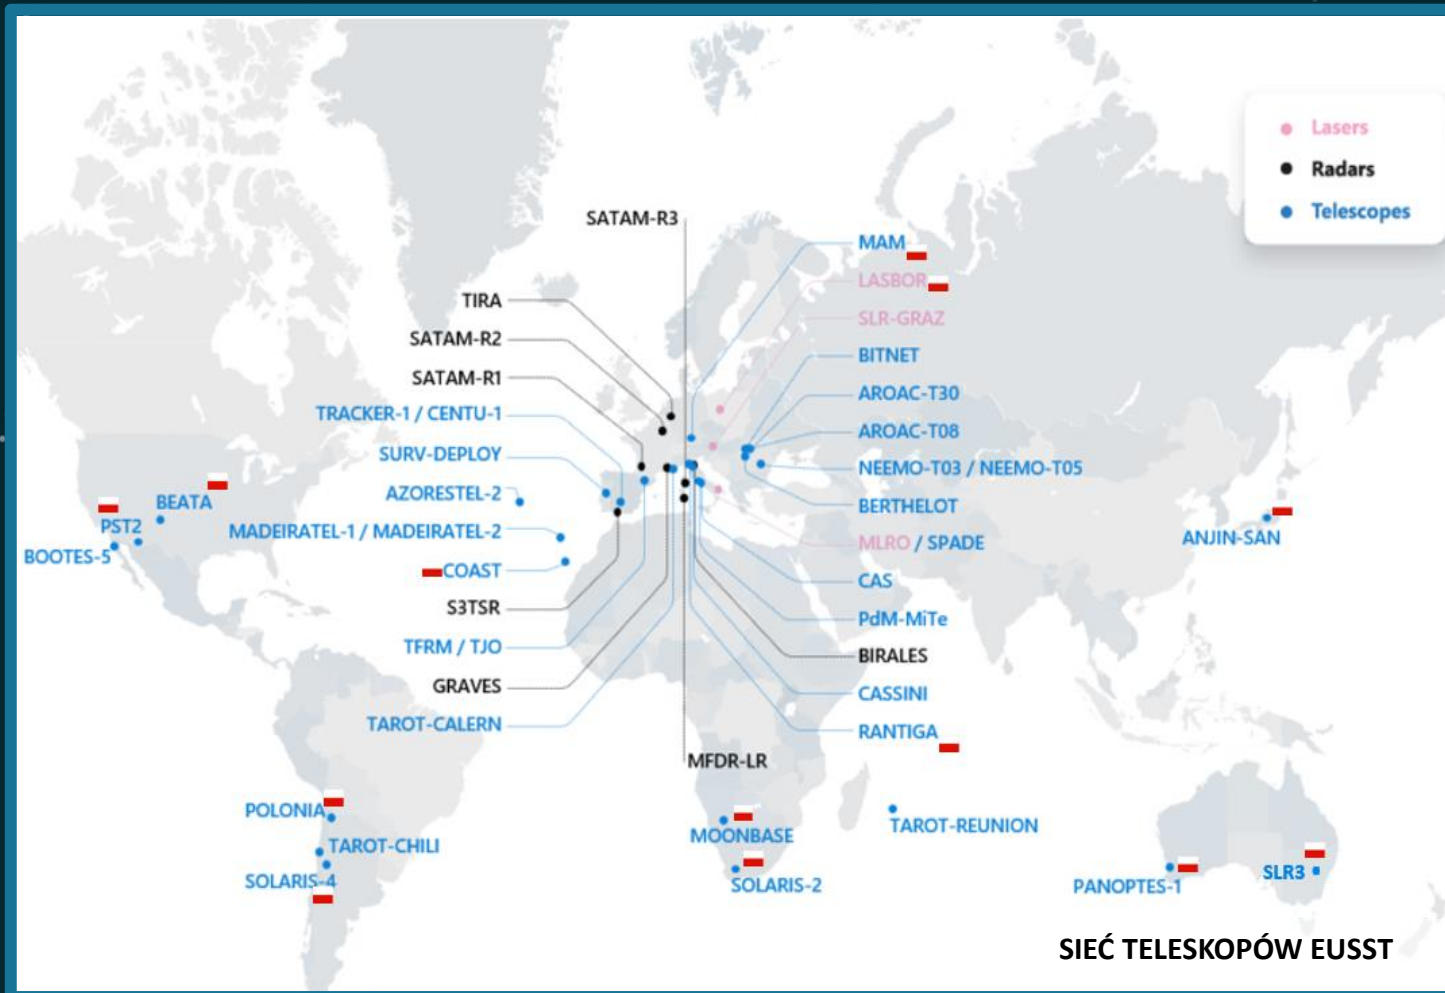 Lasers
Radars
Telescopes
SATAM-R3
MAM
LASBOR
TIRA
SLR-GRAZ
SATAM-R2
BITNET
SATAM-R1
AROAC-T30
TRACKER-1 / CENTU-1
AROAC-T08
SURV-DEPLOY
NEEMO-T03 / NEEMO-T05
AZORESTEL-2
BERTHELOT
BEATA
PST2
BOOTES-5
MADEIRATEL-1 / MADEIRATEL-2
MLRO / SPADE
ANJIN-SAN
COAST
CAS
S3TSR
PdM-MiTe
TFRM / TJO
BIRALES
GRAVES
CASSINI
TAROT-CALERN
RANTIGA
MFDR-LR
POLONIA
TAROT-CHILI
SOLARIS-4
MOONBASE
SOLARIS-2
TAROT-REUNION
PANOPTES-1
SLR3
SIEĆ TELESKOPÓW EUSST